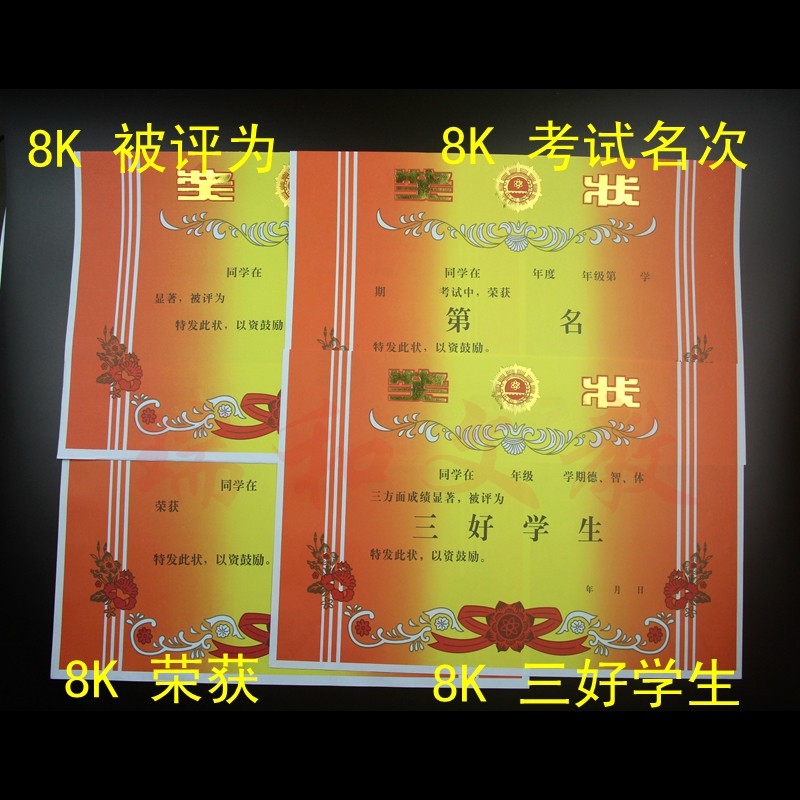 8K 被评为
8K 考试名次
奖
同学在
显著，被评为
特发此状，以资鼓励
奖 状
同学在 年度 年级第 学
期 考试中，荣获
第 名
特发此状，以资鼓励。
奖 状
同学在 年级 学期德、智、体
三方面成绩显著，被评为
三好学生
特发此状，以资鼓励。
年 月 日
同学在
荣获
特发此状，以资鼓励。
8K 荣获
8K 三好学生